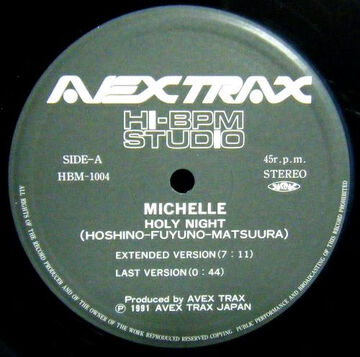 AVEX TRAX
HI-BPM
STUDIO
SIDE-A
HBM-1004
45r.p.m.
STEREO
MICHELLE
HOLY NIGHT
(HOSHINO-FUYUNO-MATSUURA)
EXTENDED VERSION(7:11)
LAST VERSION(0:44)
Produced by AVEX TRAX
Ⓟ 1991 AVEX TRAX JAPAN
ALL RIGHTS OF THE RECORD PRODUCER AND OF THE OWNER OF THE WORK REPRODUCED RESERVED COPYING PUBLIC PERFORMANCE AND BROADCASTING OF THIS RECORD PROHIBITED